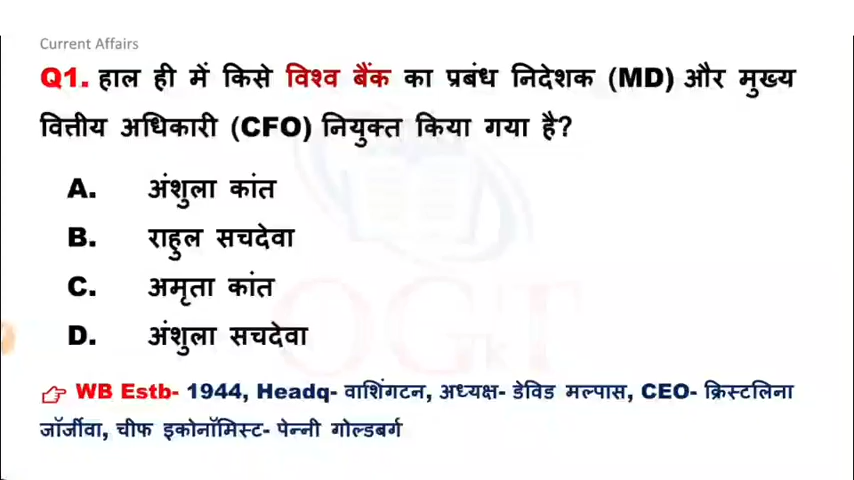 Current Affairs
Q1. हाल ही में किसे विश्व बैंक का प्रबंध निदेशक (MD) और मुख्य
वित्तीय अधिकारी (CFO) नियुक्त किया गया है?
A. अंशुला कांत
B. राहुल सचदेवा
C. अमृता कांत
D. अंशुला सचदेवा
WB Estb- 1944, Headq- वाशिंगटन, अध्यक्ष- डेविड मल्पास, CEO- क्रिस्टलिना
जॉर्जीवा, चीफ इकोनॉमिस्ट- पेन्नी गोल्डबर्ग
OGT